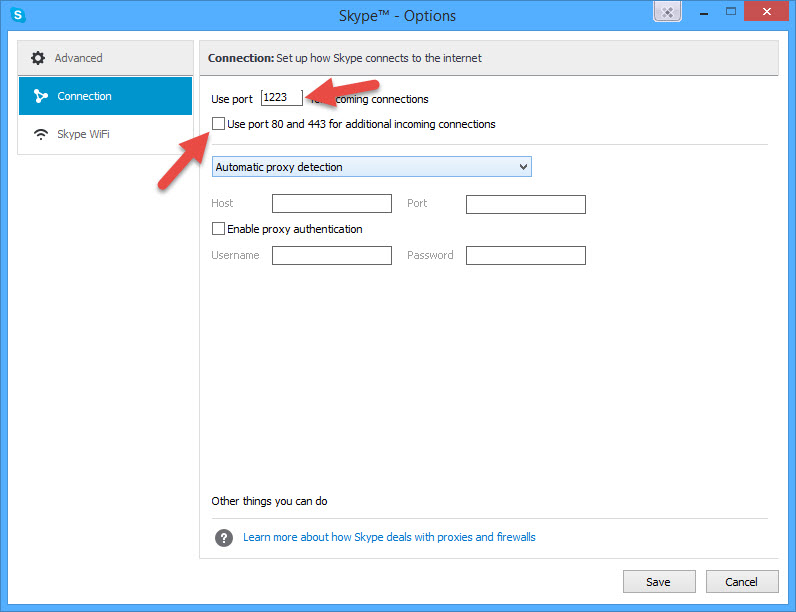 Skype™ - Options
Advanced
Connection
Skype WiFi
Connection: Set up how Skype connects to the internet
Use port 1223 incoming connections
Use port 80 and 443 for additional incoming connections
Automatic proxy detection
Host Port
Enable proxy authentication
Username Password
Other things you can do
? Learn more about how Skype deals with proxies and firewalls
Save Cancel